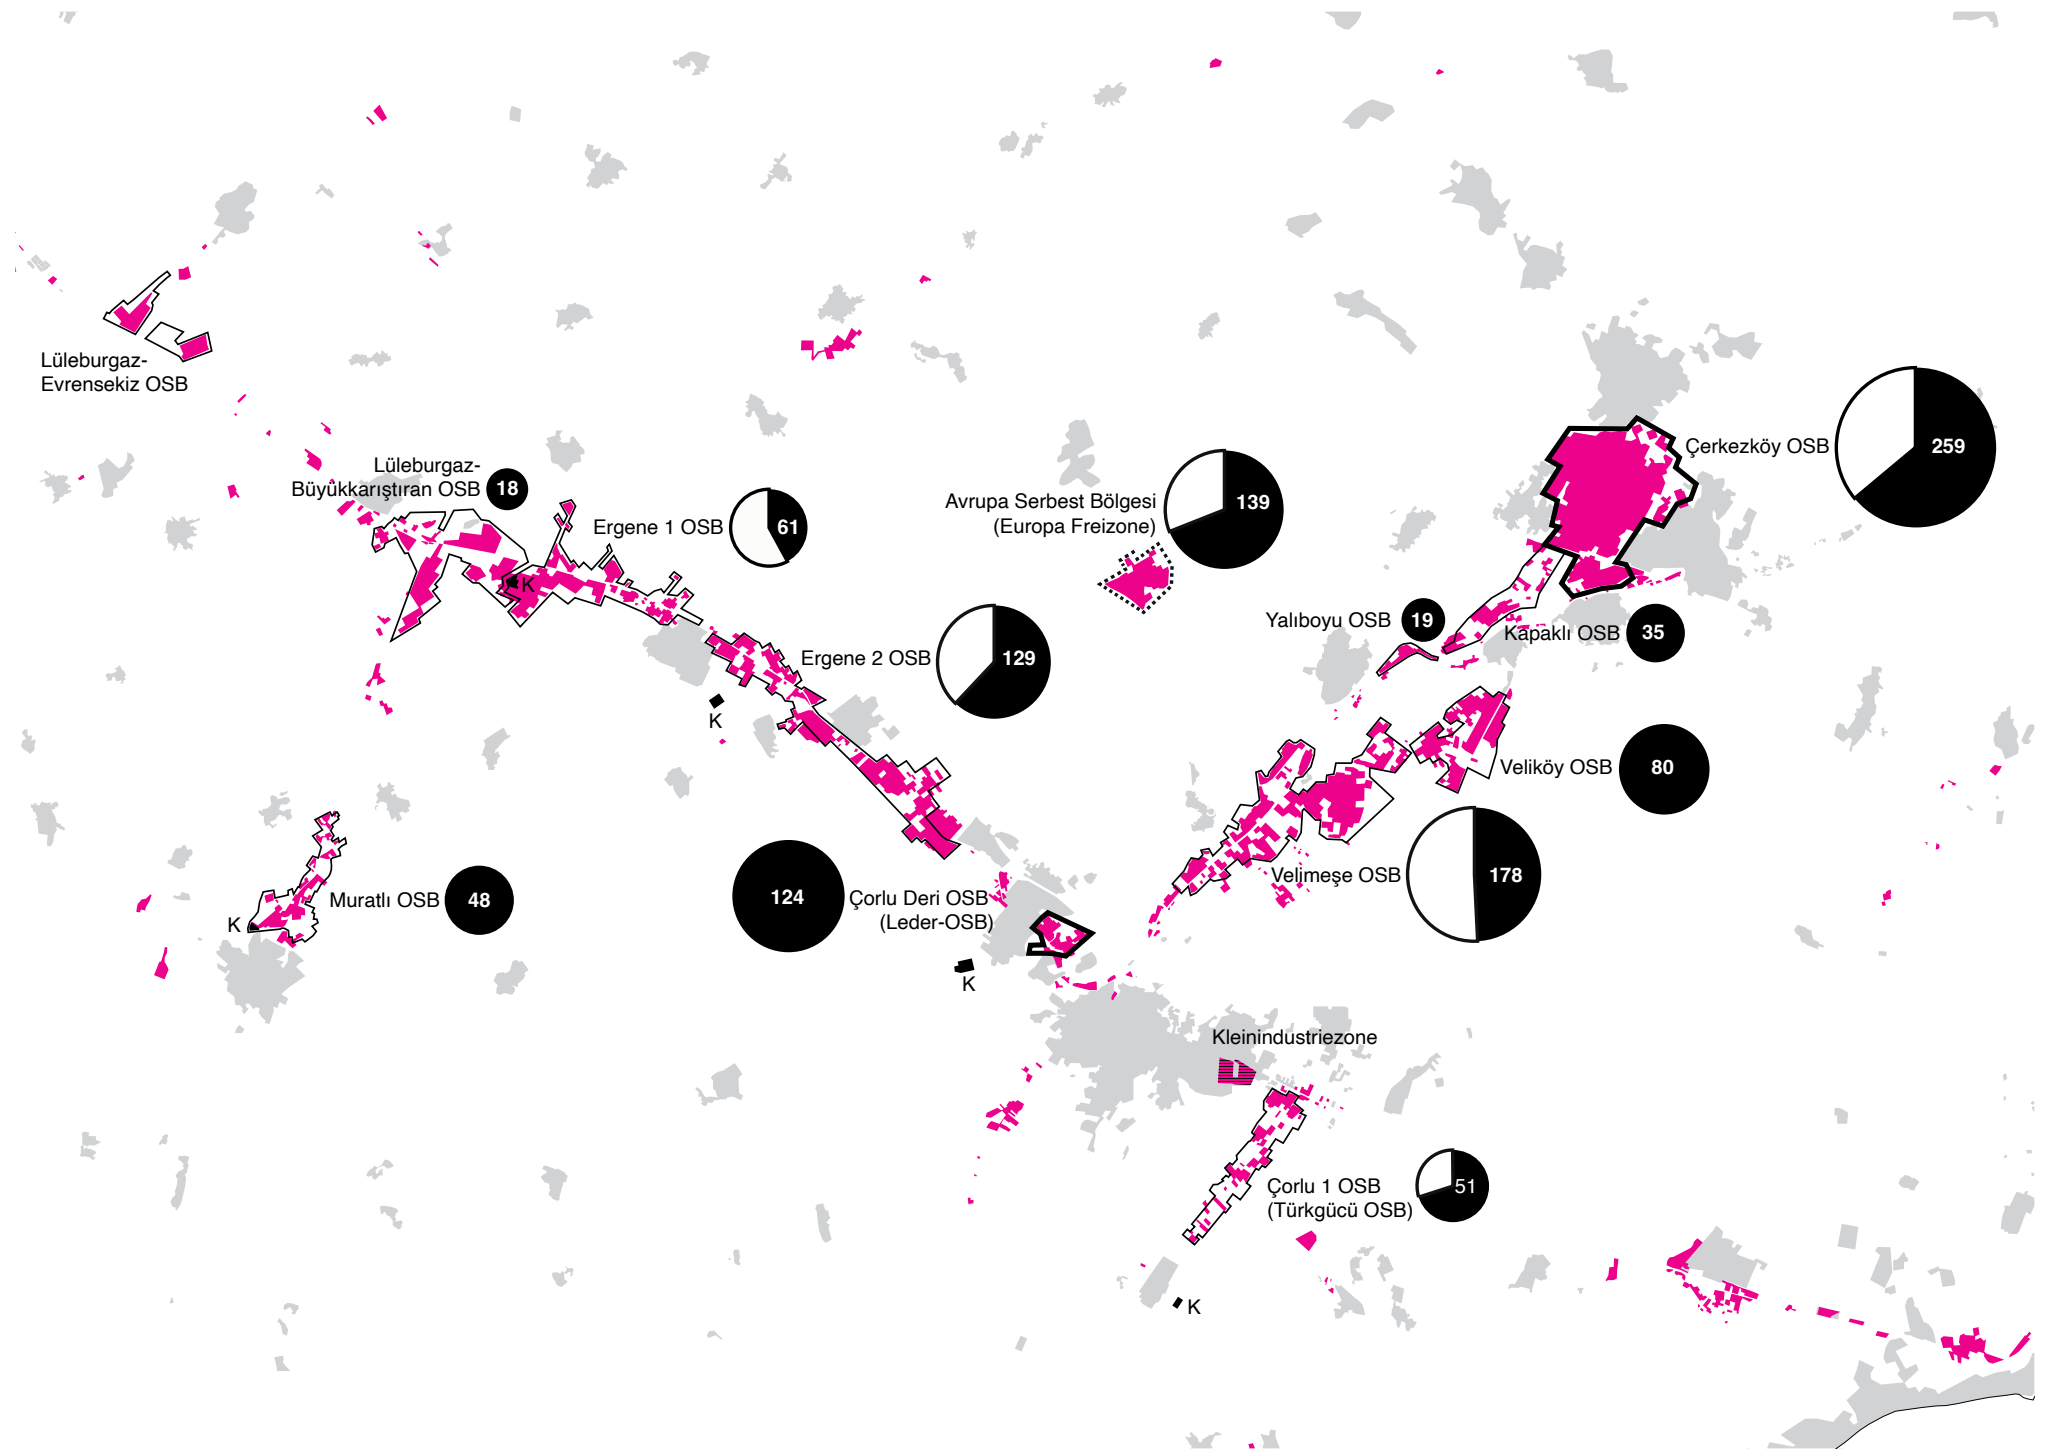 Lüleburgaz-
Evrensekiz OSB
Lüleburgaz-
Büyükkarıştıran OSB
18
Ergene 1 OSB
61
K
Avrupa Serbest Bölgesi
(Europa Freizone)
139
Çerkezköy OSB
259
Yalıboyu OSB
19
Kapaklı OSB
35
Ergene 2 OSB
129
K
Veliköy OSB
80
Velimeşe OSB
178
Muratlı OSB
48
K
124
Çorlu Deri OSB
(Leder-OSB)
K
Kleinindustriezone
Çorlu 1 OSB
(Türkgücü OSB)
51
K